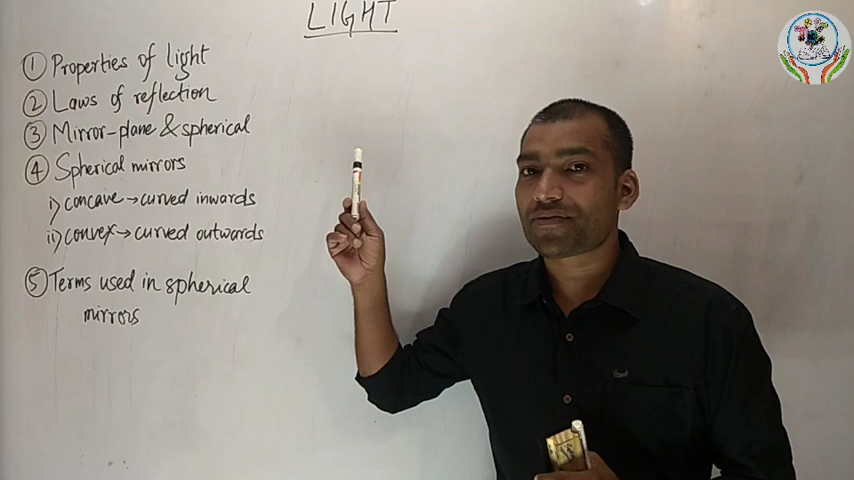 LIGHT
① Properties of light
② Laws of reflection
③ Mirror-plane & spherical
④ Spherical mirrors
i) concave → curved inwards
ii) convex → curved outwards
⑤ Terms used in spherical
mirrors